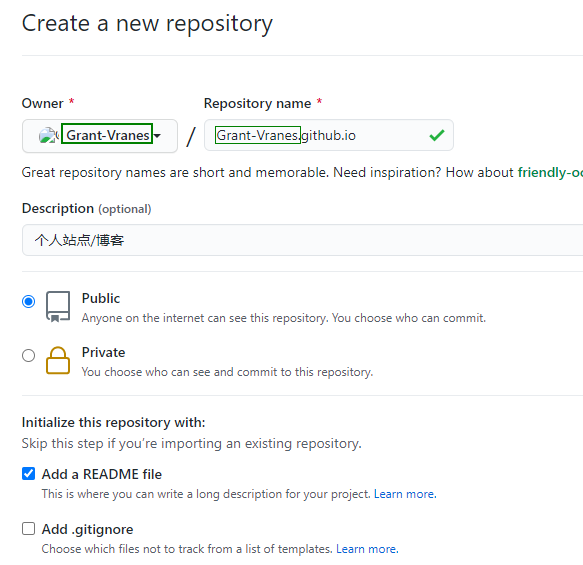 Create a new repository
Owner * Repository name *
Grant-Vranes / Grant-Vranes.github.io
Great repository names are short and memorable. Need inspiration? How about
Description (optional)
个人站点/博客
Public
Anyone on the internet can see this repository. You choose who can commit.
Private
You choose who can see and commit to this repository.
Initialize this repository with:
Skip this step if you're importing an existing repository.
Add a README file
This is where you can write a long description for your project. Learn more.
Add .gitignore
Choose which files not to track from a list of templates. Learn more.